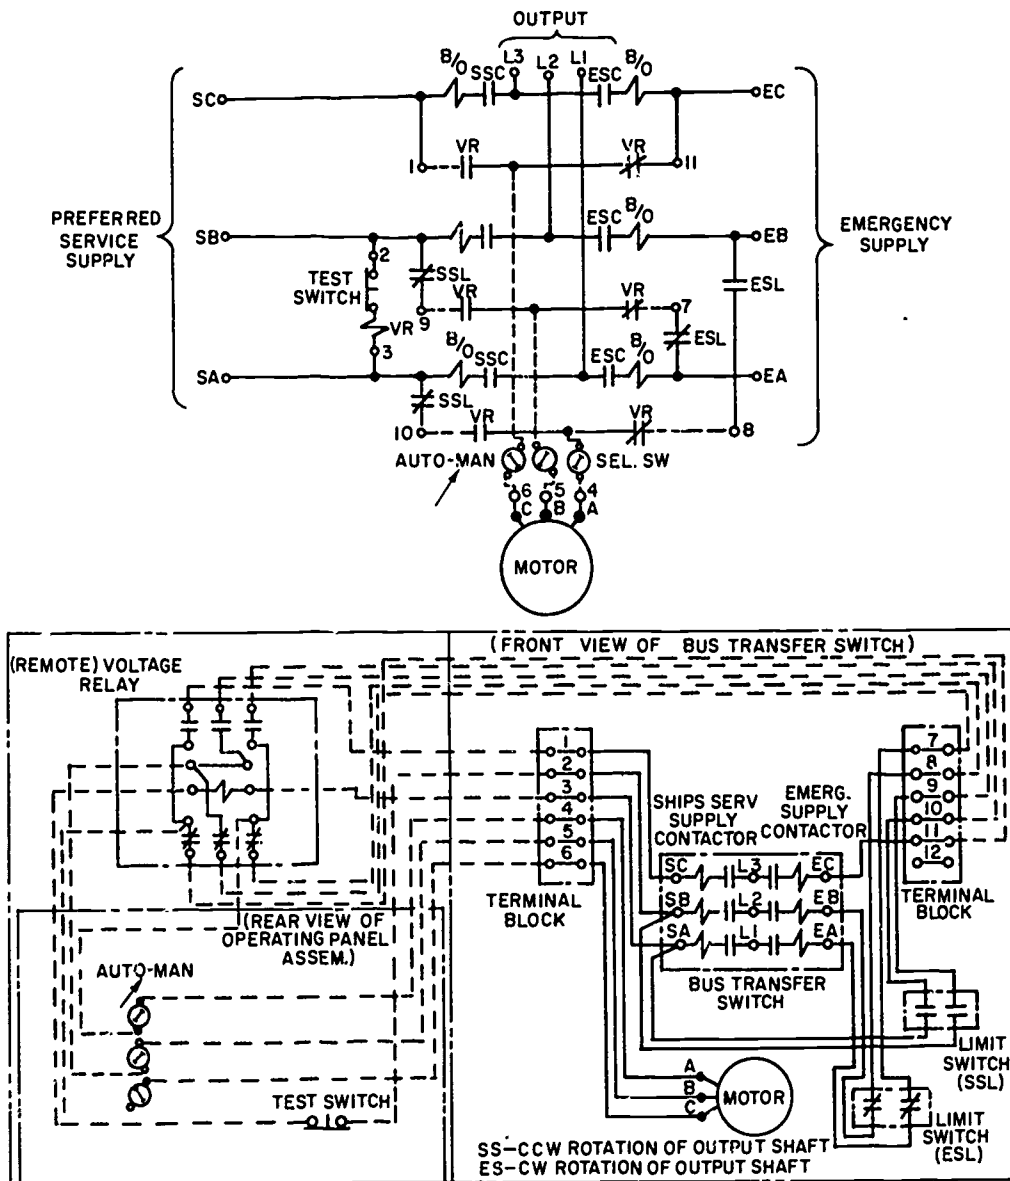 OUTPUT
B/O SSC L3 L2 L1 ESC B/O
SC EC
1 VR VR 11
PREFERRED SERVICE SUPPLY
EMERGENCY SUPPLY
SB ESC B/O EB
2
TEST SWITCH
SSL ESL
VR VR
9 7
VR
3
B/O SSC ESC B/O ESL
SA EA
SSL
10 VR VR 8
AUTO-MAN SEL. SW
6 5 4
C B A
MOTOR
(REMOTE) VOLTAGE RELAY
(FRONT VIEW OF BUS TRANSFER SWITCH)
1
2
3
4
5
6
TERMINAL BLOCK
SHIPS SERV SUPPLY CONTACTOR
EMERG. SUPPLY CONTACTOR
7
8
9
10
11
12
TERMINAL BLOCK
SC L3 EC
SB L2 EB
SA L1 EA
BUS TRANSFER SWITCH
(REAR VIEW OF OPERATING PANEL ASSEM.)
AUTO-MAN
TEST SWITCH
A
B
C
MOTOR
LIMIT SWITCH (SSL)
LIMIT SWITCH (ESL)
SS-CCW ROTATION OF OUTPUT SHAFT
ES-CW ROTATION OF OUTPUT SHAFT